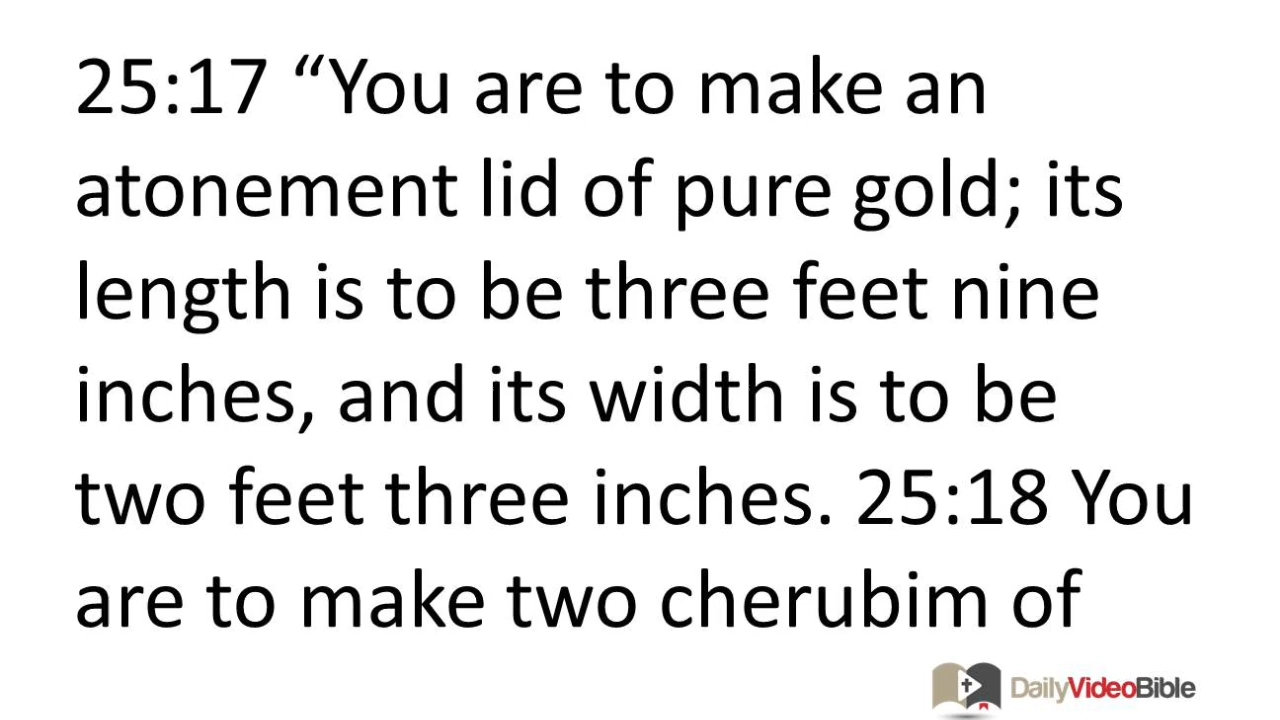 25:17 “You are to make an
atonement lid of pure gold; its
length is to be three feet nine
inches, and its width is to be
two feet three inches. 25:18 You
are to make two cherubim of
DailyVideoBible